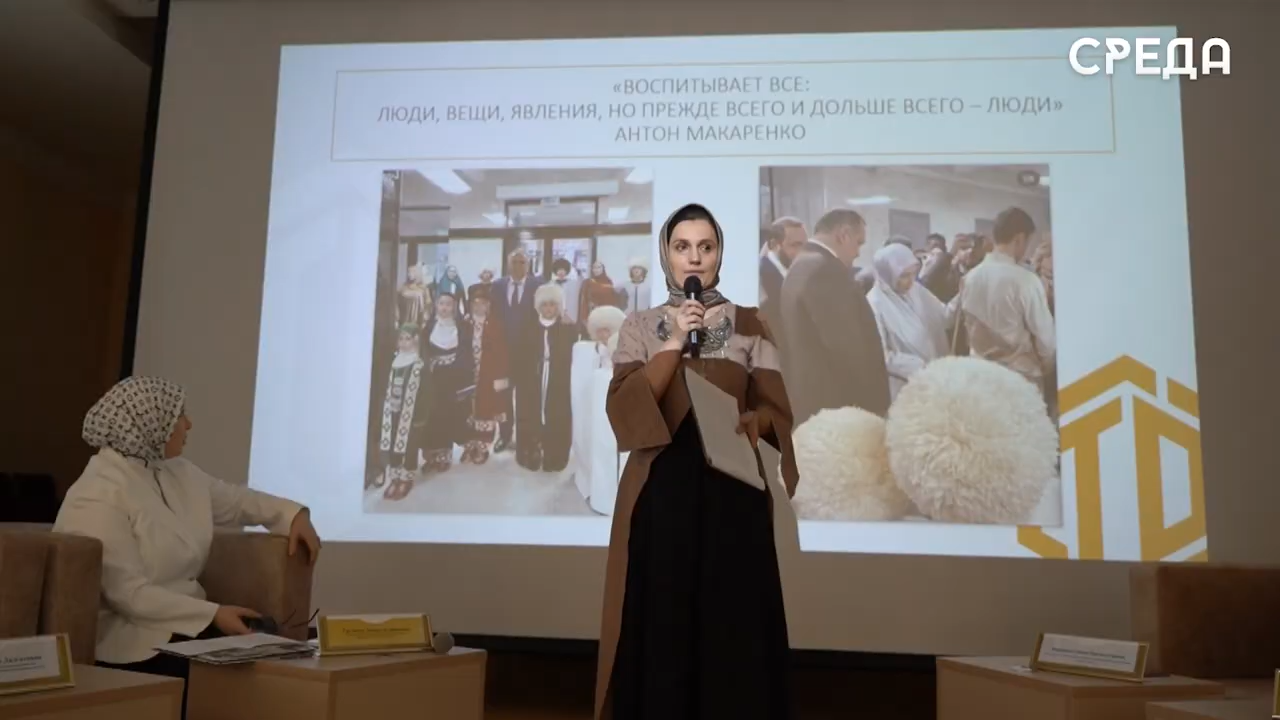 СРЕДА
«ВОСПИТЫВАЕТ ВСЕ:
ЛЮДИ, ВЕЩИ, ЯВЛЕНИЯ, НО ПРЕЖДЕ ВСЕГО И ДОЛЬШЕ ВСЕГО – ЛЮДИ»
АНТОН МАКАРЕНКО